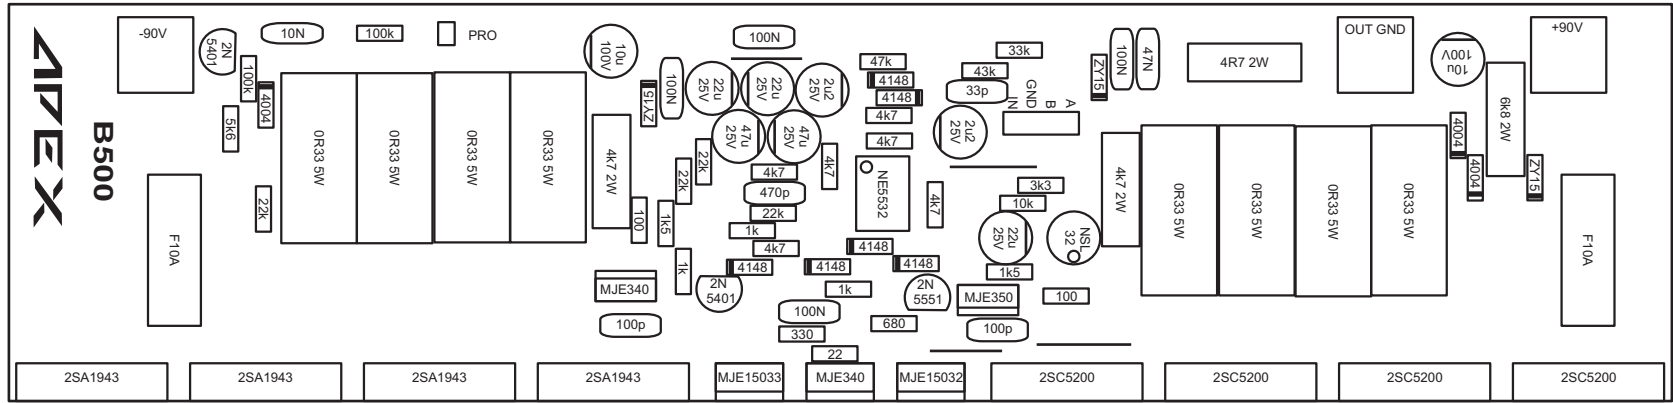 APEX
B500
-90V
2N
5401
10N
100k
PRO
10u
100V
100N
47k
33k
43k
33p
ZY15
100N
47N
4R7 2W
OUT GND
10u
100V
+90V
100k
4004
5k6
ZY15
100N
22u
25V
22u
25V
2u2
25V
4148
4148
4k7
IN
GND
B
A
6k8 2W
0R33 5W
0R33 5W
0R33 5W
0R33 5W
4k7 2W
47u
25V
47u
25V
4k7
2u2
25V
4k7 2W
0R33 5W
0R33 5W
0R33 5W
0R33 5W
4004
4004
ZY15
22k
22k
22k
4k7
4k7
470p
NE5532
4k7
3k3
10k
F10A
100
1k5
22k
1k
4k7
4148
22u
25V
NSL
32
F10A
1k
4148
4148
4148
1k5
MJE340
2N
5401
1k
2N
5551
MJE350
100
100p
100N
680
100p
330
22
2SA1943
2SA1943
2SA1943
2SA1943
MJE15033
MJE340
MJE15032
2SC5200
2SC5200
2SC5200
2SC5200